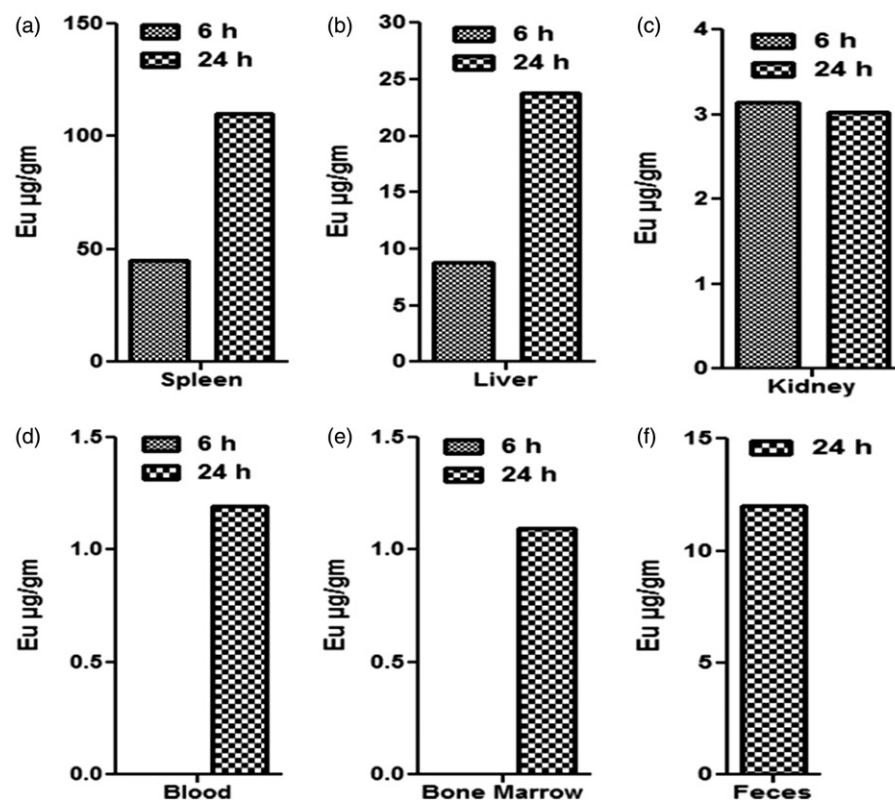 (a)
150
100
50
0
Eu µg/gm
6 h
24 h
Spleen
(b)
30
25
20
15
10
5
0
Eu µg/gm
6 h
24 h
Liver
(c)
4
3
2
1
0
Eu µg/gm
6 h
24 h
Kidney
(d)
1.5
1.0
0.5
0.0
Eu µg/gm
6 h
24 h
Blood
(e)
1.5
1.0
0.5
0.0
Eu µg/gm
6 h
24 h
Bone Marrow
(f)
15
10
5
0
Eu µg/gm
24 h
Feces